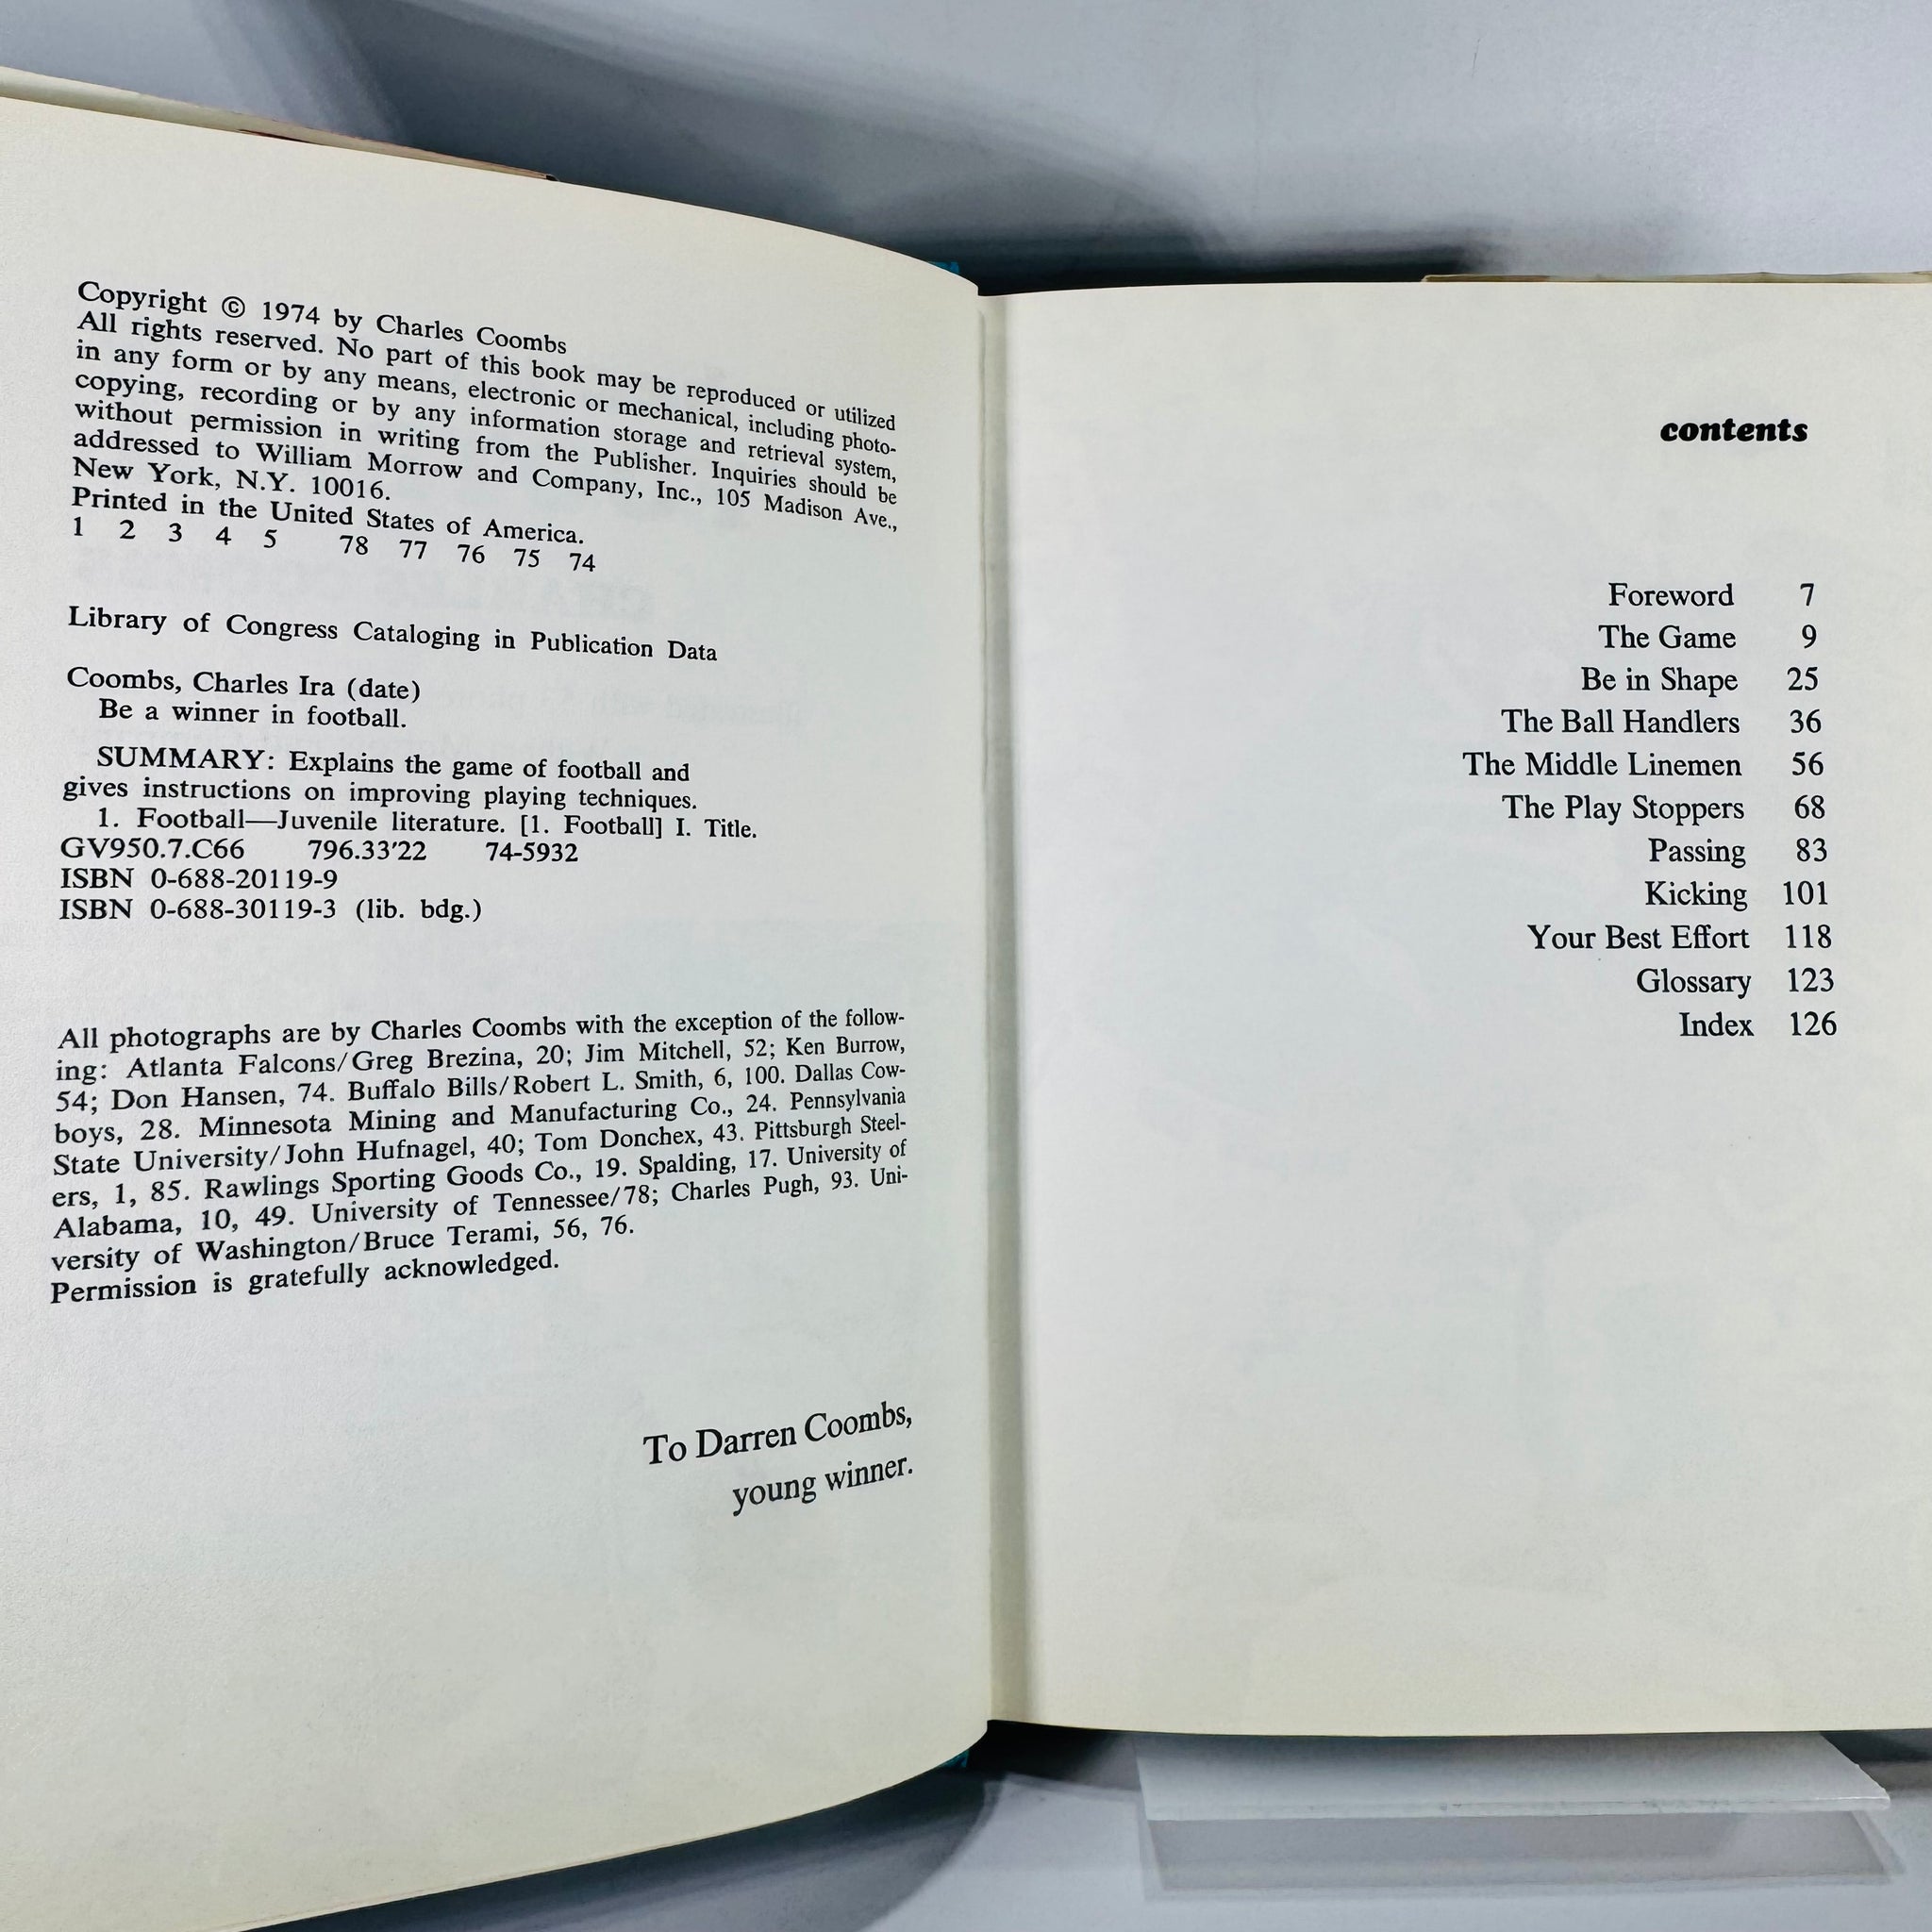 Copyright © 1974 by Charles Coombs
All rights reserved. No part of this book may be reproduced or utilized
in any form or by any means, electronic or mechanical, including photo-
copying, recording or by any information storage and retrieval system,
without permission in writing from the Publisher. Inquiries should be
addressed to William Morrow and Company, Inc., 105 Madison Ave.,
New York, N.Y. 10016.
Printed in the United States of America.
1 2 3 4 5 78 77 76 75 74
Library of Congress Cataloging in Publication Data
Coombs, Charles Ira (date)
Be a winner in football.
SUMMARY: Explains the game of football and
gives instructions on improving playing techniques.
1. Football—Juvenile literature. [1. Football] I. Title.
GV950.7.C66 796.33'22 74-5932
ISBN 0-688-20119-9
ISBN 0-688-30119-3 (lib. bdg.)
All photographs are by Charles Coombs with the exception of the follow-
ing: Atlanta Falcons/Greg Brezina, 20; Jim Mitchell, 52; Ken Burrow,
54; Don Hansen, 74. Buffalo Bills/Robert L. Smith, 6, 100. Dallas Cow-
boys, 28. Minnesota Mining and Manufacturing Co., 24. Pennsylvania
State University/John Hufnagel, 40; Tom Donchex, 43. Pittsburgh Steel-
ers, 1, 85. Rawlings Sporting Goods Co., 19. Spalding, 17. University of
Alabama, 10, 49. University of Tennessee/78; Charles Pugh, 93. Uni-
versity of Washington/Bruce Terami, 56, 76.
Permission is gratefully acknowledged.
To Darren Coombs,
young winner.
contents
Foreword 7
The Game 9
Be in Shape 25
The Ball Handlers 36
The Middle Linemen 56
The Play Stoppers 68
Passing 83
Kicking 101
Your Best Effort 118
Glossary 123
Index 126